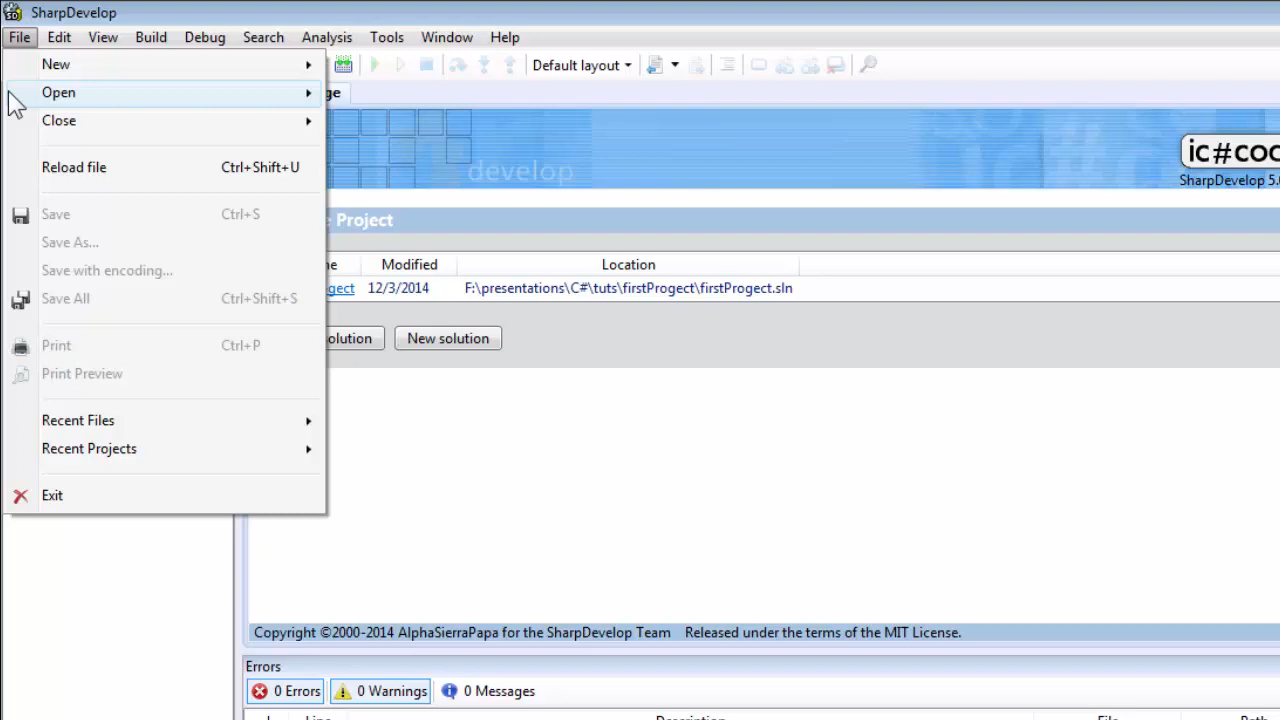 SharpDevelop
File Edit View Build Debug Search Analysis Tools Window Help
Default layout
New
Open
Close
Reload file Ctrl+Shift+U
Save Ctrl+S
Save As...
Save with encoding...
Save All Ctrl+Shift+S
Print Ctrl+P
Print Preview
Recent Files
Recent Projects
Exit
develop
ic#coc
SharpDevelop 5.
Project
Modified Location
12/3/2014 F:\presentations\C#\tuts\firstProgect\firstProgect.sln
New solution
Copyright ©2000-2014 AlphaSierraPapa for the SharpDevelop Team Released under the terms of the MIT License.
Errors
0 Errors 0 Warnings 0 Messages